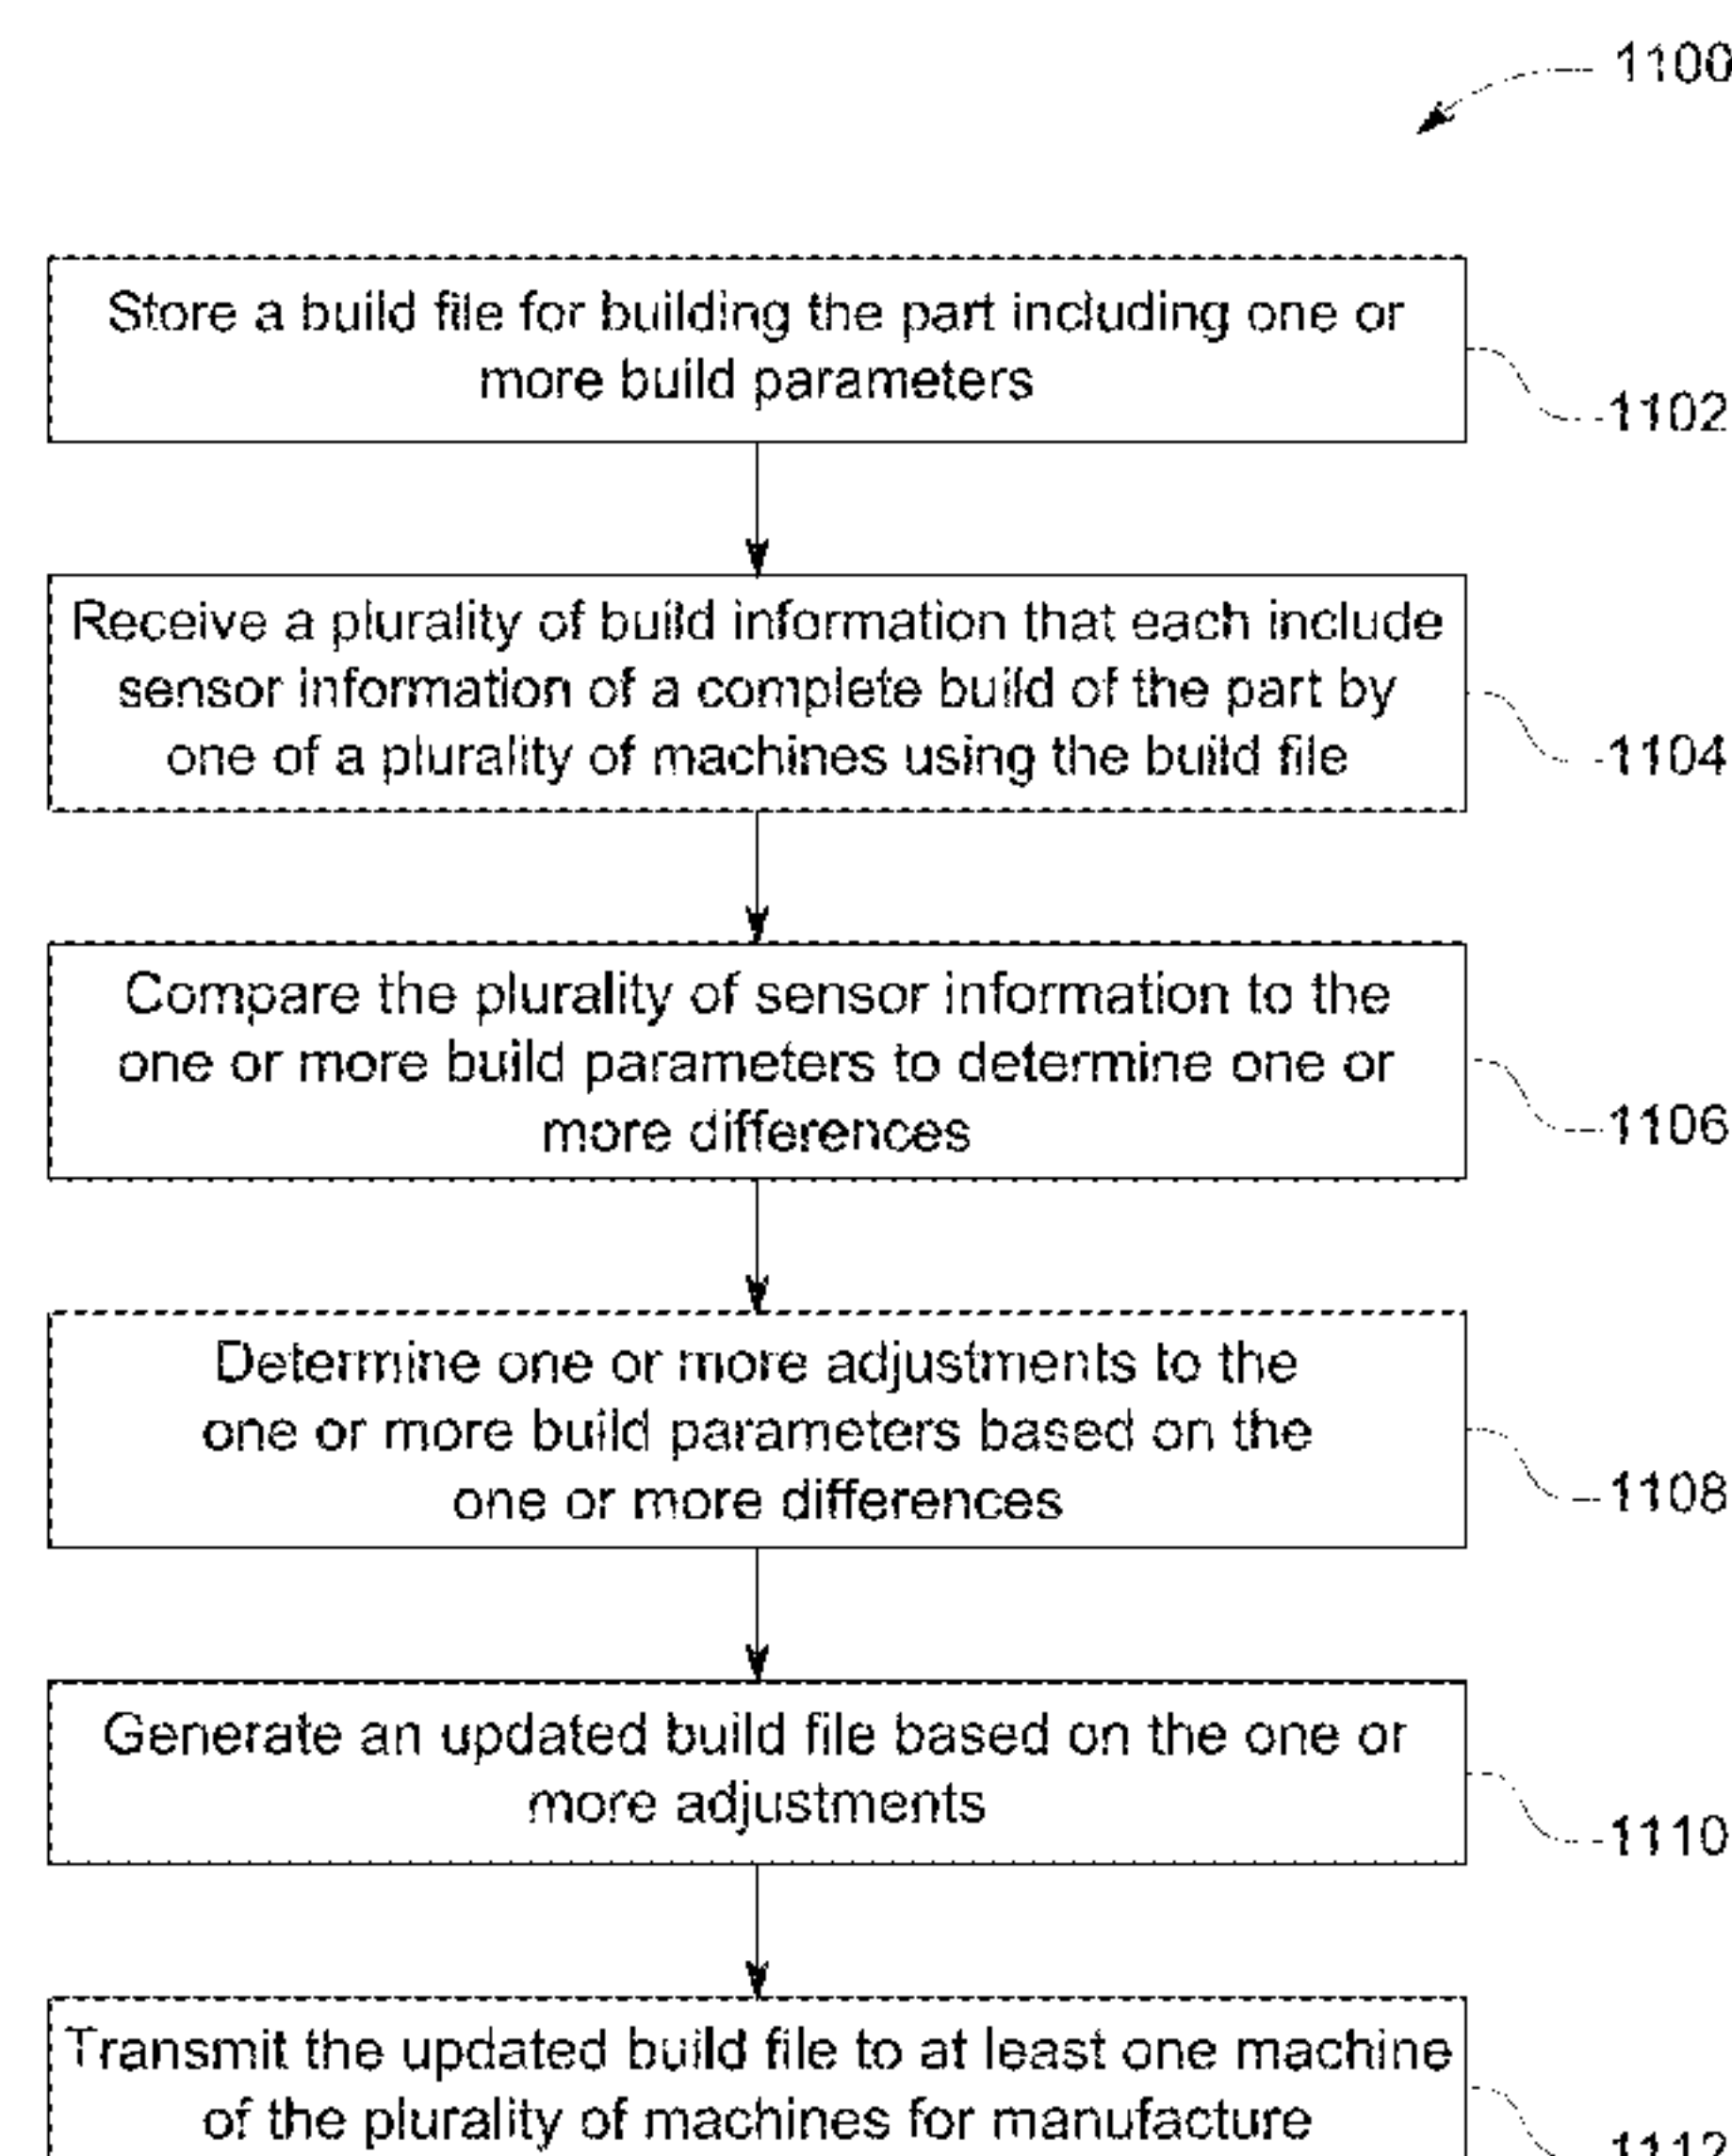 1100
Store a build file for building the part including one or
more build parameters
1102
Receive a plurality of build information that each include
sensor information of a complete build of the part by
one of a plurality of machines using the build file
1104
Compare the plurality of sensor information to the
one or more build parameters to determine one or
more differences
1106
Determine one or more adjustments to the
one or more build parameters based on the
one or more differences
1108
Generate an updated build file based on the one or
more adjustments
1110
Transmit the updated build file to at least one machine
of the plurality of machines for manufacture
1112